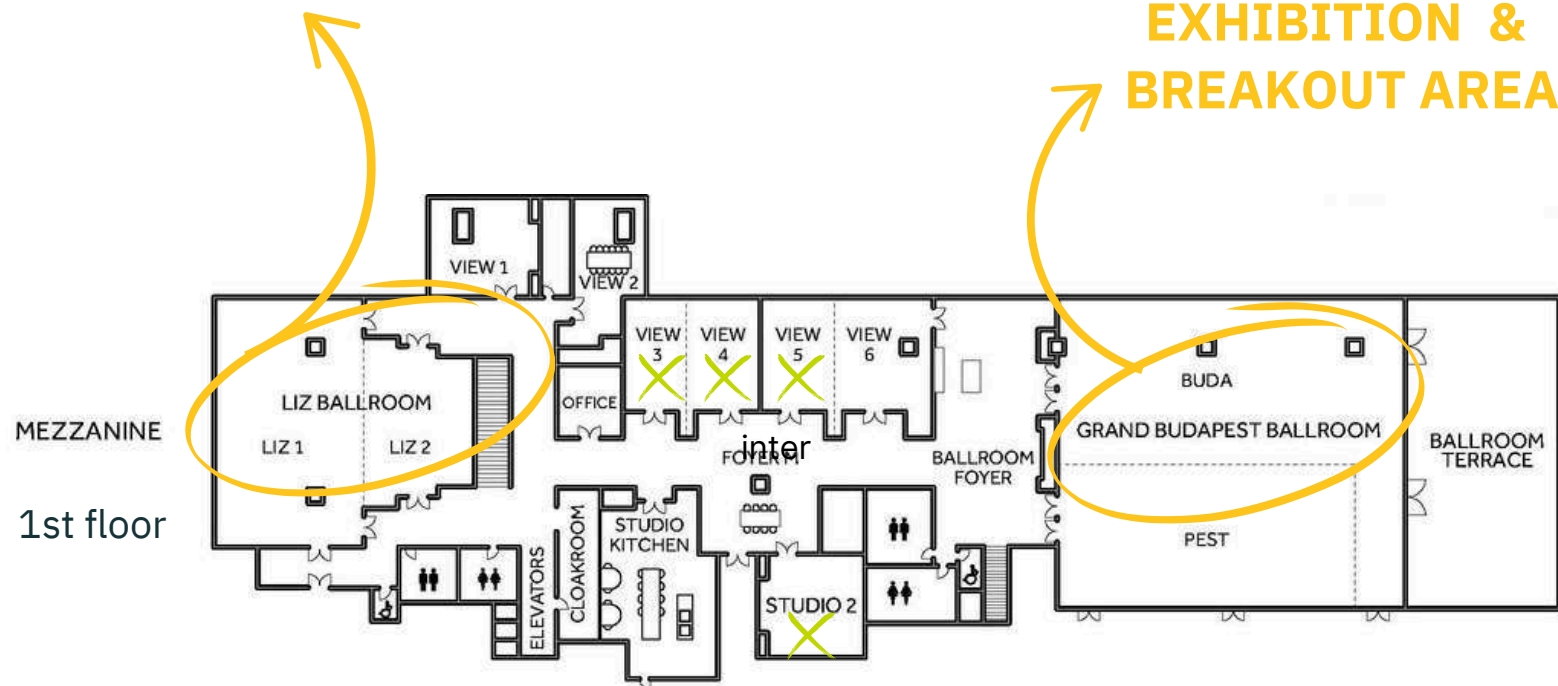 EXHIBITION &
BREAKOUT AREA
VIEW 1
VIEW 2
VIEW
3
VIEW
4
VIEW
5
VIEW
6
BUDA
OFFICE
LIZ BALLROOM
MEZZANINE
LIZ 1
LIZ 2
inter
FOYER M
GRAND BUDAPEST BALLROOM
BALLROOM
TERRACE
BALLROOM
FOYER
1st floor
CLOAKROOM
STUDIO
KITCHEN
PEST
ELEVATORS
STUDIO 2